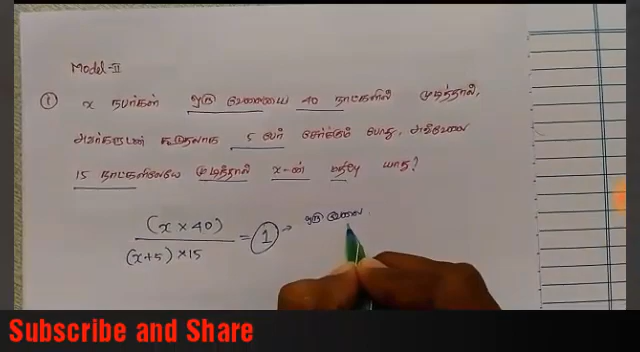 Model-II
① x நபர்கள் ஒரு வேலையை 40 நாட்களில் முடித்தால்,
அவர்களுடன் கூடுதலாக 5 பேர் சேர்க்கும் போது, அவ்வேலை
15 நாட்களிலேயே முடிந்தால் x-ன் மதிப்பு யாது?
(x × 40) / (x+5) × 15 = 1 → ஒரு வேலை.
Subscribe and Share